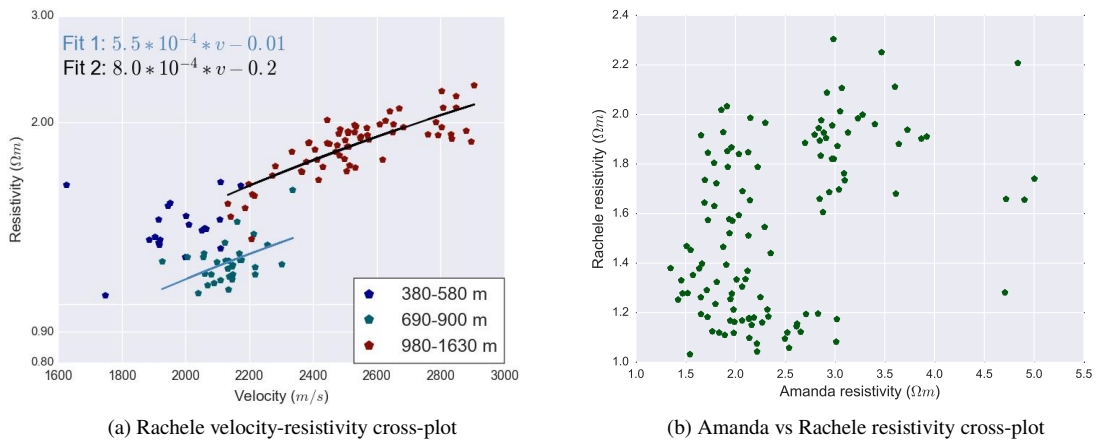 3.00
2.00
0.90
0.80
Resistivity (Ωm)
Fit 1: 5.5 * 10⁻⁴ * v − 0.01
Fit 2: 8.0 * 10⁻⁴ * v − 0.2
380-580 m
690-900 m
980-1630 m
1600 1800 2000 2200 2400 2600 2800 3000
Velocity (m/s)
(a) Rachele velocity-resistivity cross-plot
2.4
2.2
2.0
1.8
1.6
1.4
1.2
1.0
Rachele resistivity (Ωm)
1.0 1.5 2.0 2.5 3.0 3.5 4.0 4.5 5.0 5.5
Amanda resistivity (Ωm)
(b) Amanda vs Rachele resistivity cross-plot